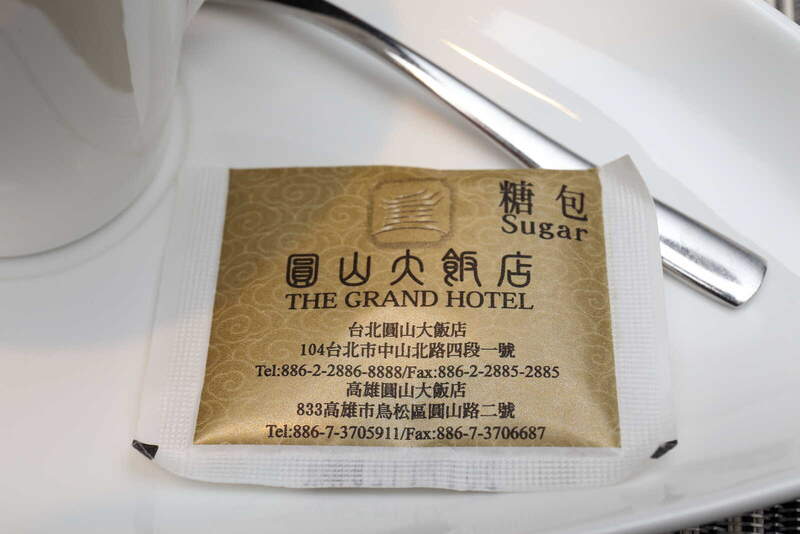 糖包
Sugar
圓山大飯店
THE GRAND HOTEL
台北圓山大飯店
104台北市中山北路四段一號
Tel:886-2-2886-8888/Fax:886-2-2885-2885
高雄圓山大飯店
833高雄市鳥松區圓山路二號
Tel:886-7-3705911/Fax:886-7-3706687